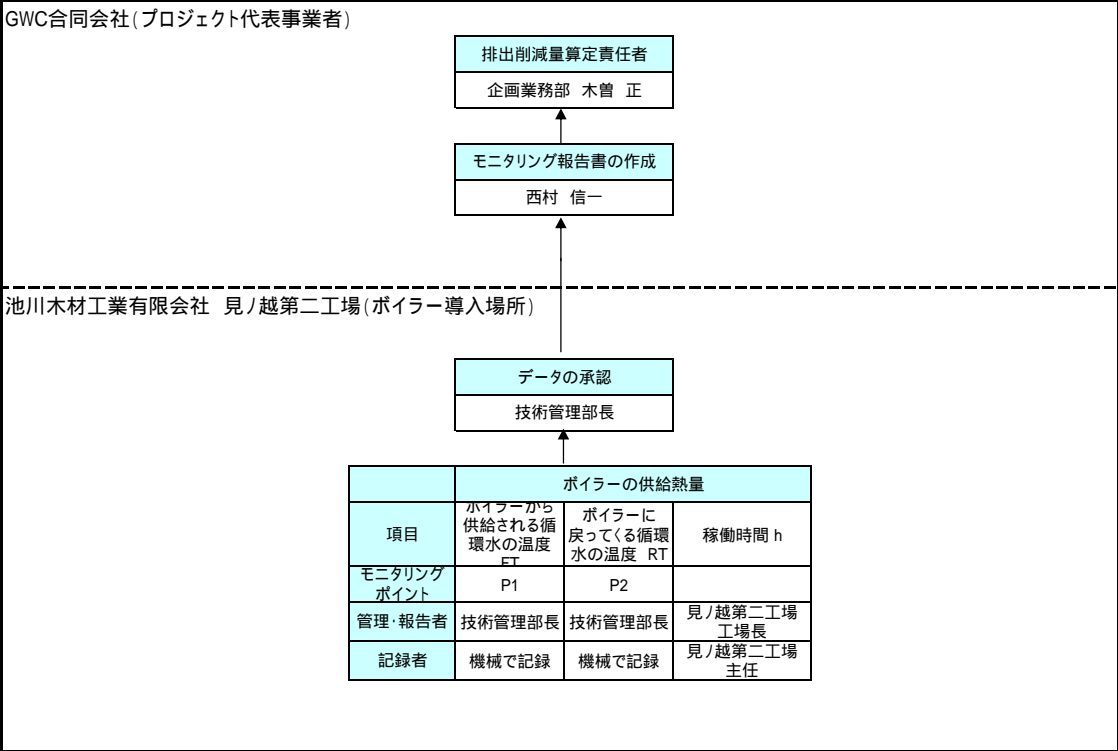 GWC合同会社(プロジェクト代表事業者)
排出削減量算定責任者
企画業務部 木曽 正
モニタリング報告書の作成
西村 信一
池川木材工業有限会社 見ノ越第二工場(ボイラー導入場所)
データの承認
技術管理部長
ボイラーの供給熱量
項目
ボイラーから
供給される循
環水の温度
FT
ボイラーに
戻ってくる循環
水の温度 RT
稼働時間 h
モニタリング
ポイント
P1
P2
管理・報告者
技術管理部長
技術管理部長
見ノ越第二工場
工場長
記録者
機械で記録
機械で記録
見ノ越第二工場
主任